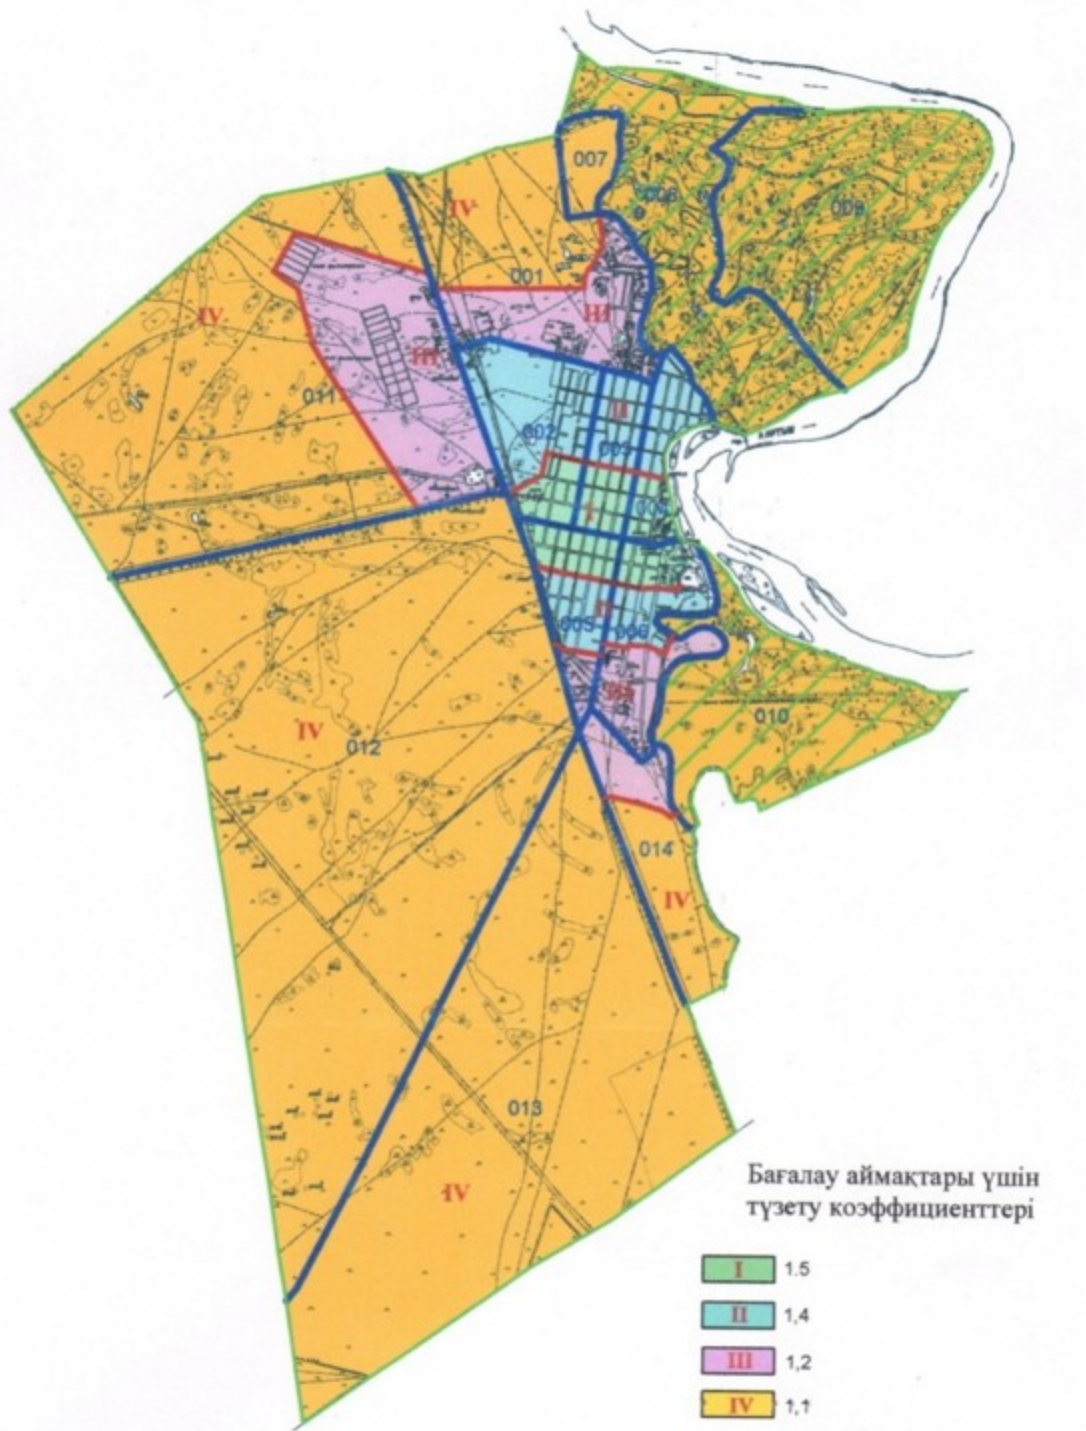 007
008
009
IV
001
IV
III
III
011
II
002
003
I
004
II
005
006
III
010
IV
012
014
IV
013
IV
Бағалау аймақтары үшін
түзету коэффициенттері
I 1.5
II 1,4
III 1,2
IV 1,1